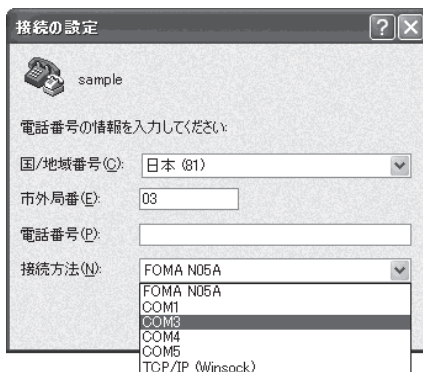 接続の設定
sample
電話番号の情報を入力してください:
国/地域番号(C): 日本 (81)
市外局番(E): 03
電話番号(P):
接続方法(N): FOMA N05A
FOMA N05A
COM1
COM3
COM4
COM5
TCP/IP (Winsock)